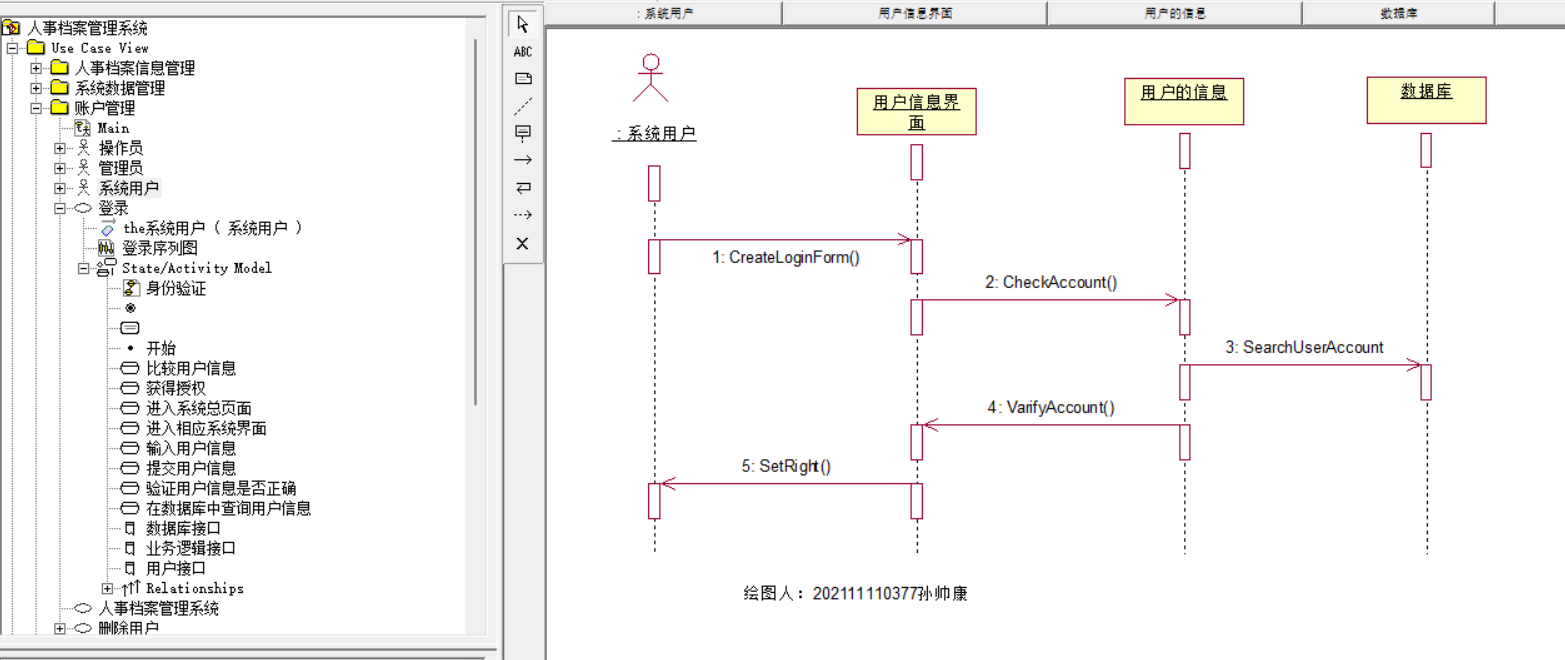 人事档案管理系统
Use Case View
人事档案信息管理
系统数据管理
账户管理
Main
操作员
管理员
系统用户
登录
the系统用户 ( 系统用户 )
登录序列图
State/Activity Model
身份验证
开始
比较用户信息
获得授权
进入系统总页面
进入相应系统界面
输入用户信息
提交用户信息
验证用户信息是否正确
在数据库中查询用户信息
数据库接口
业务逻辑接口
用户接口
Relationships
人事档案管理系统
删除用户
ABC
: 系统用户
用户信息界面
用户的信息
数据库
: 系统用户
用户信息界
面
用户的信息
数据库
1: CreateLoginForm()
2: CheckAccount()
3: SearchUserAccount
4: VarifyAccount()
5: SetRight()
绘图人：202111110377孙帅康